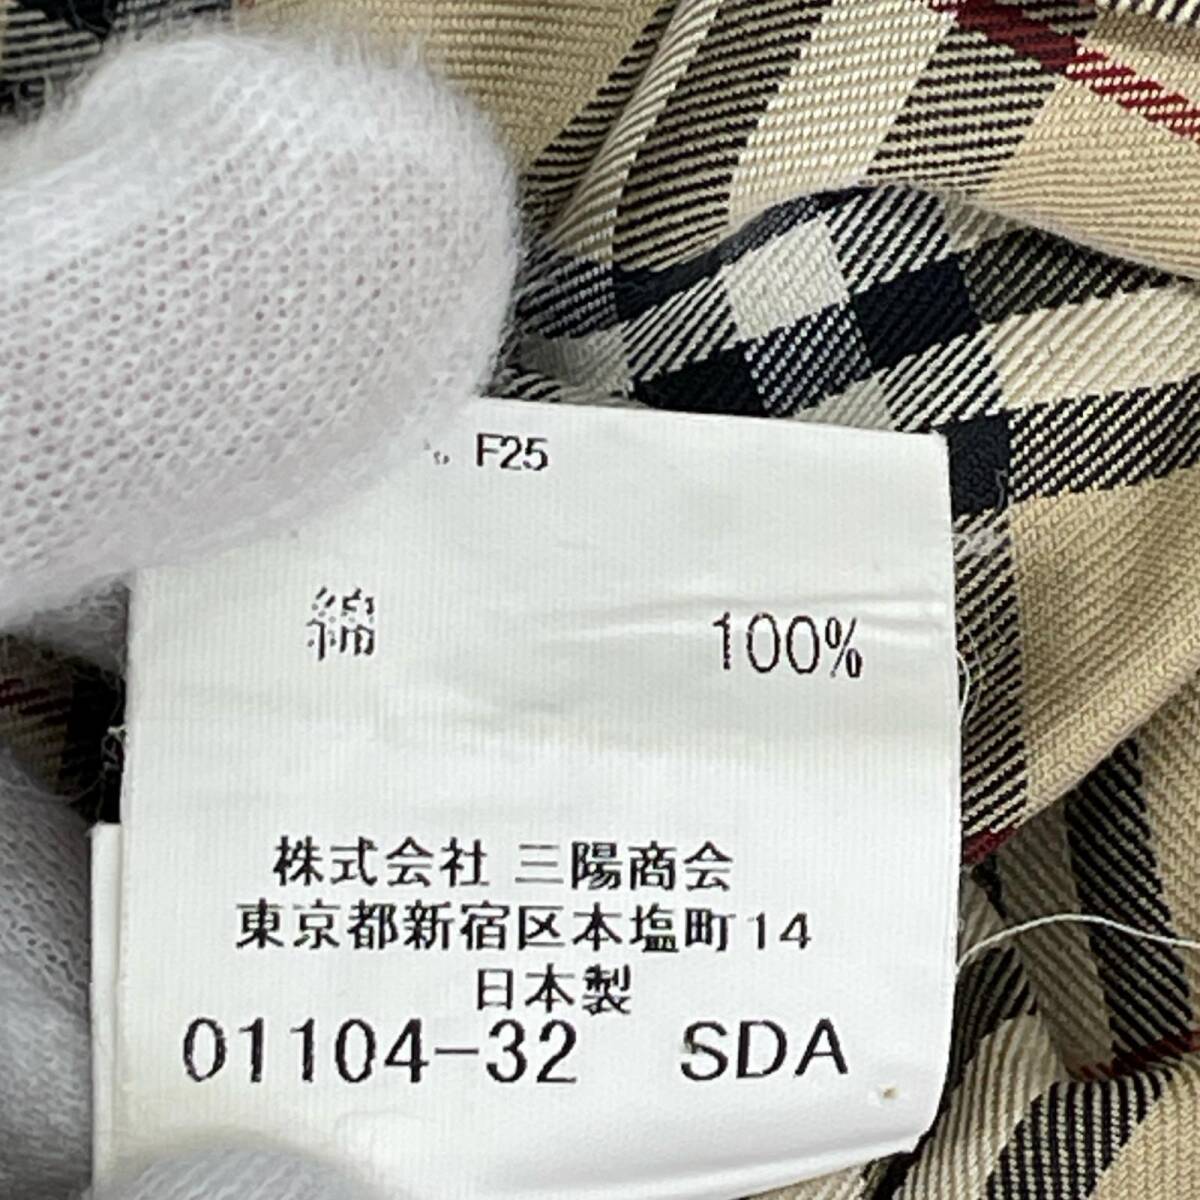 F25
綿 100%
株式会社 三陽商会
東京都新宿区本塩町14
日本製
01104-32 SDA